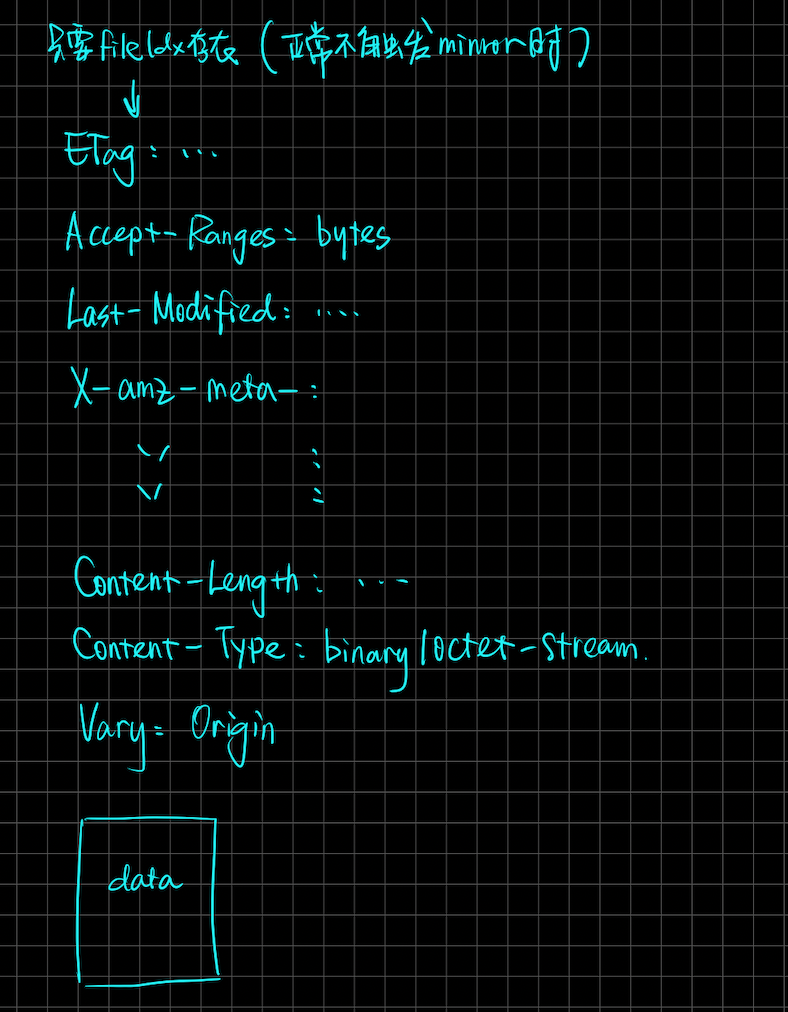 只要fileIdx存在（正常不触发mirror时）
ETag: ...
Accept-Ranges: bytes
Last-Modified: ....
X-amz-meta-:
Content-Length: ...
Content-Type: binary/octet-stream.
Vary: Origin
data